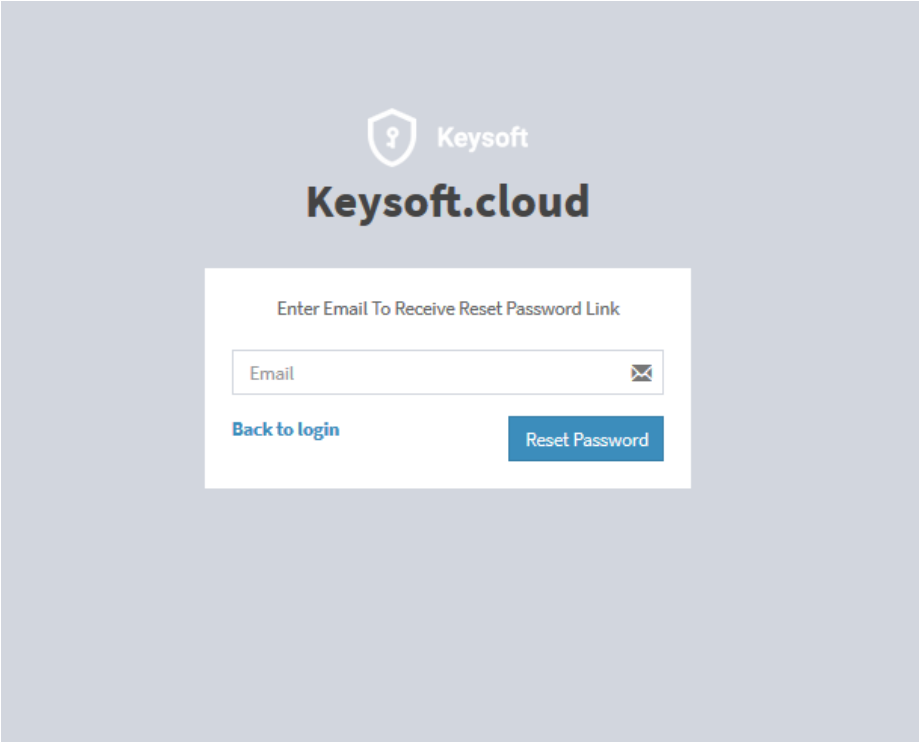 Keysoft
Keysoft.cloud
Enter Email To Receive Reset Password Link
Email
Back to login
Reset Password